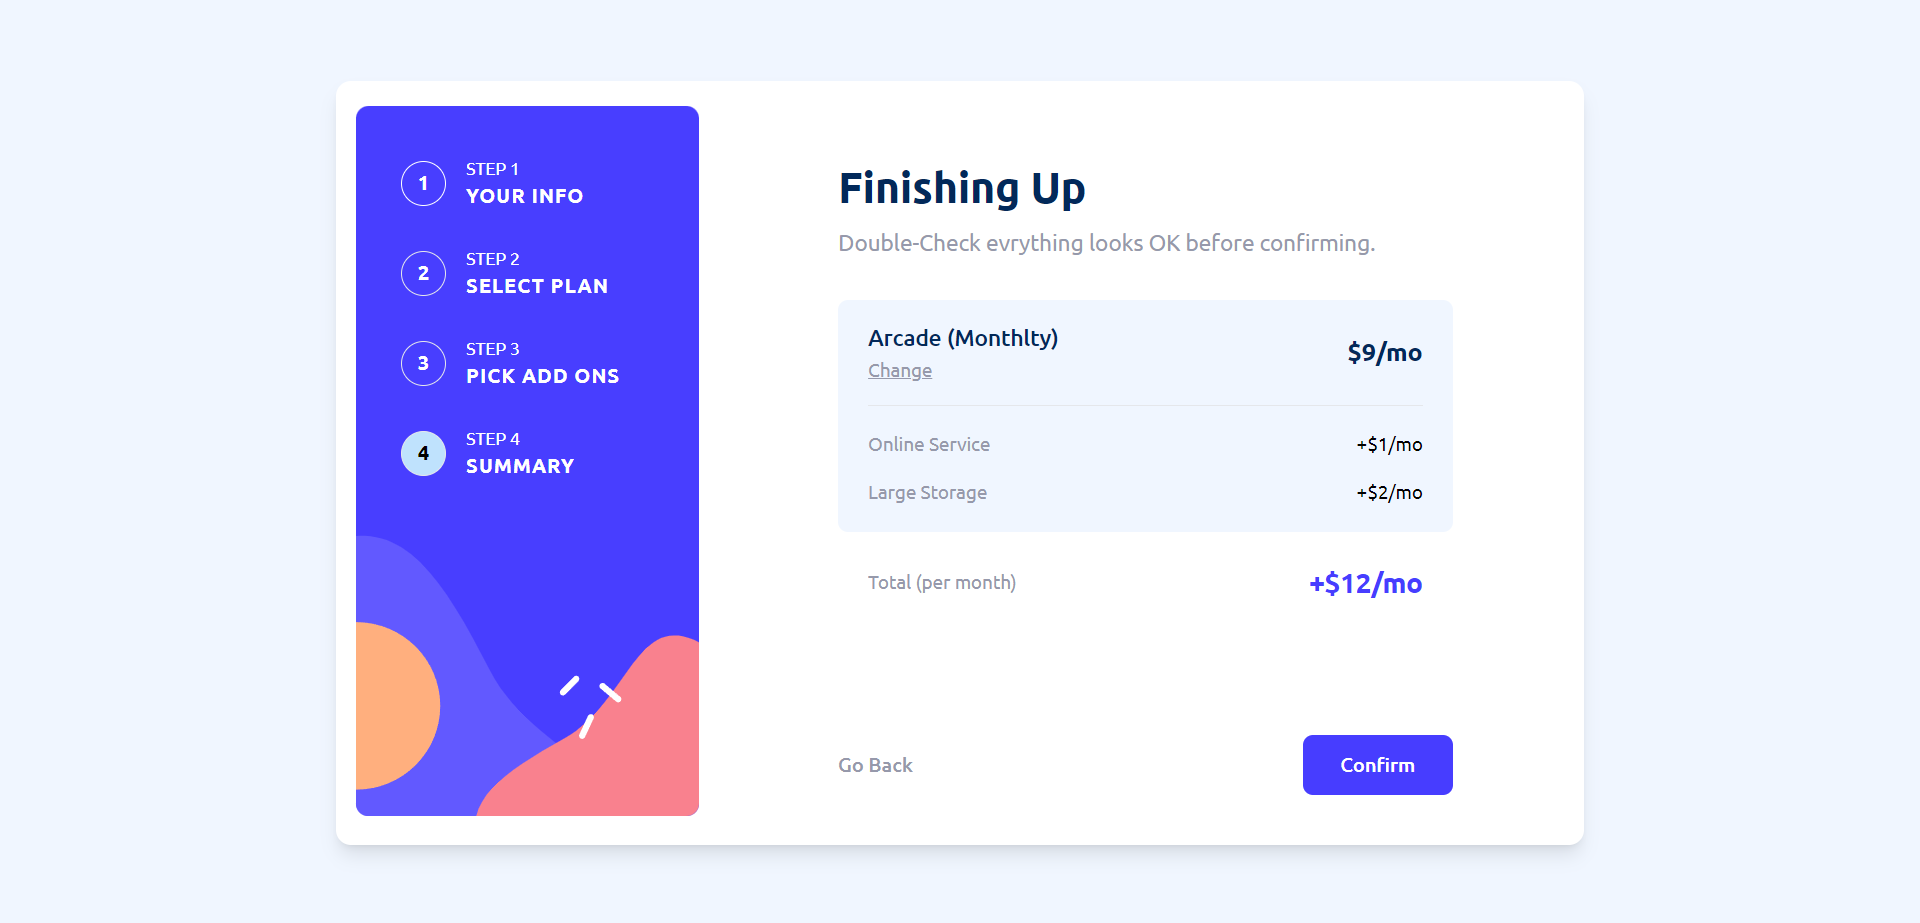 1
STEP 1
YOUR INFO
2
STEP 2
SELECT PLAN
3
STEP 3
PICK ADD ONS
4
STEP 4
SUMMARY
Finishing Up
Double-Check evrything looks OK before confirming.
Arcade (Monthlty)
$9/mo
Change
Online Service +$1/mo
Large Storage +$2/mo
Total (per month) +$12/mo
Go Back Confirm